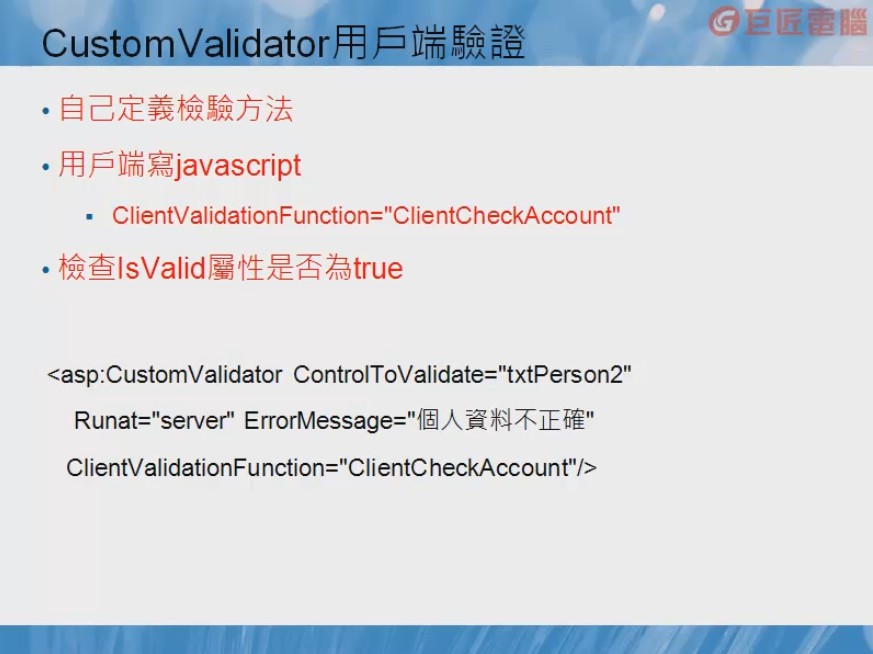 巨匠電腦
CustomValidator用戶端驗證
• 自己定義檢驗方法
• 用戶端寫javascript
▪ ClientValidationFunction="ClientCheckAccount"
• 檢查IsValid屬性是否為true
<asp:CustomValidator ControlToValidate="txtPerson2"
Runat="server" ErrorMessage="個人資料不正確"
ClientValidationFunction="ClientCheckAccount"/>